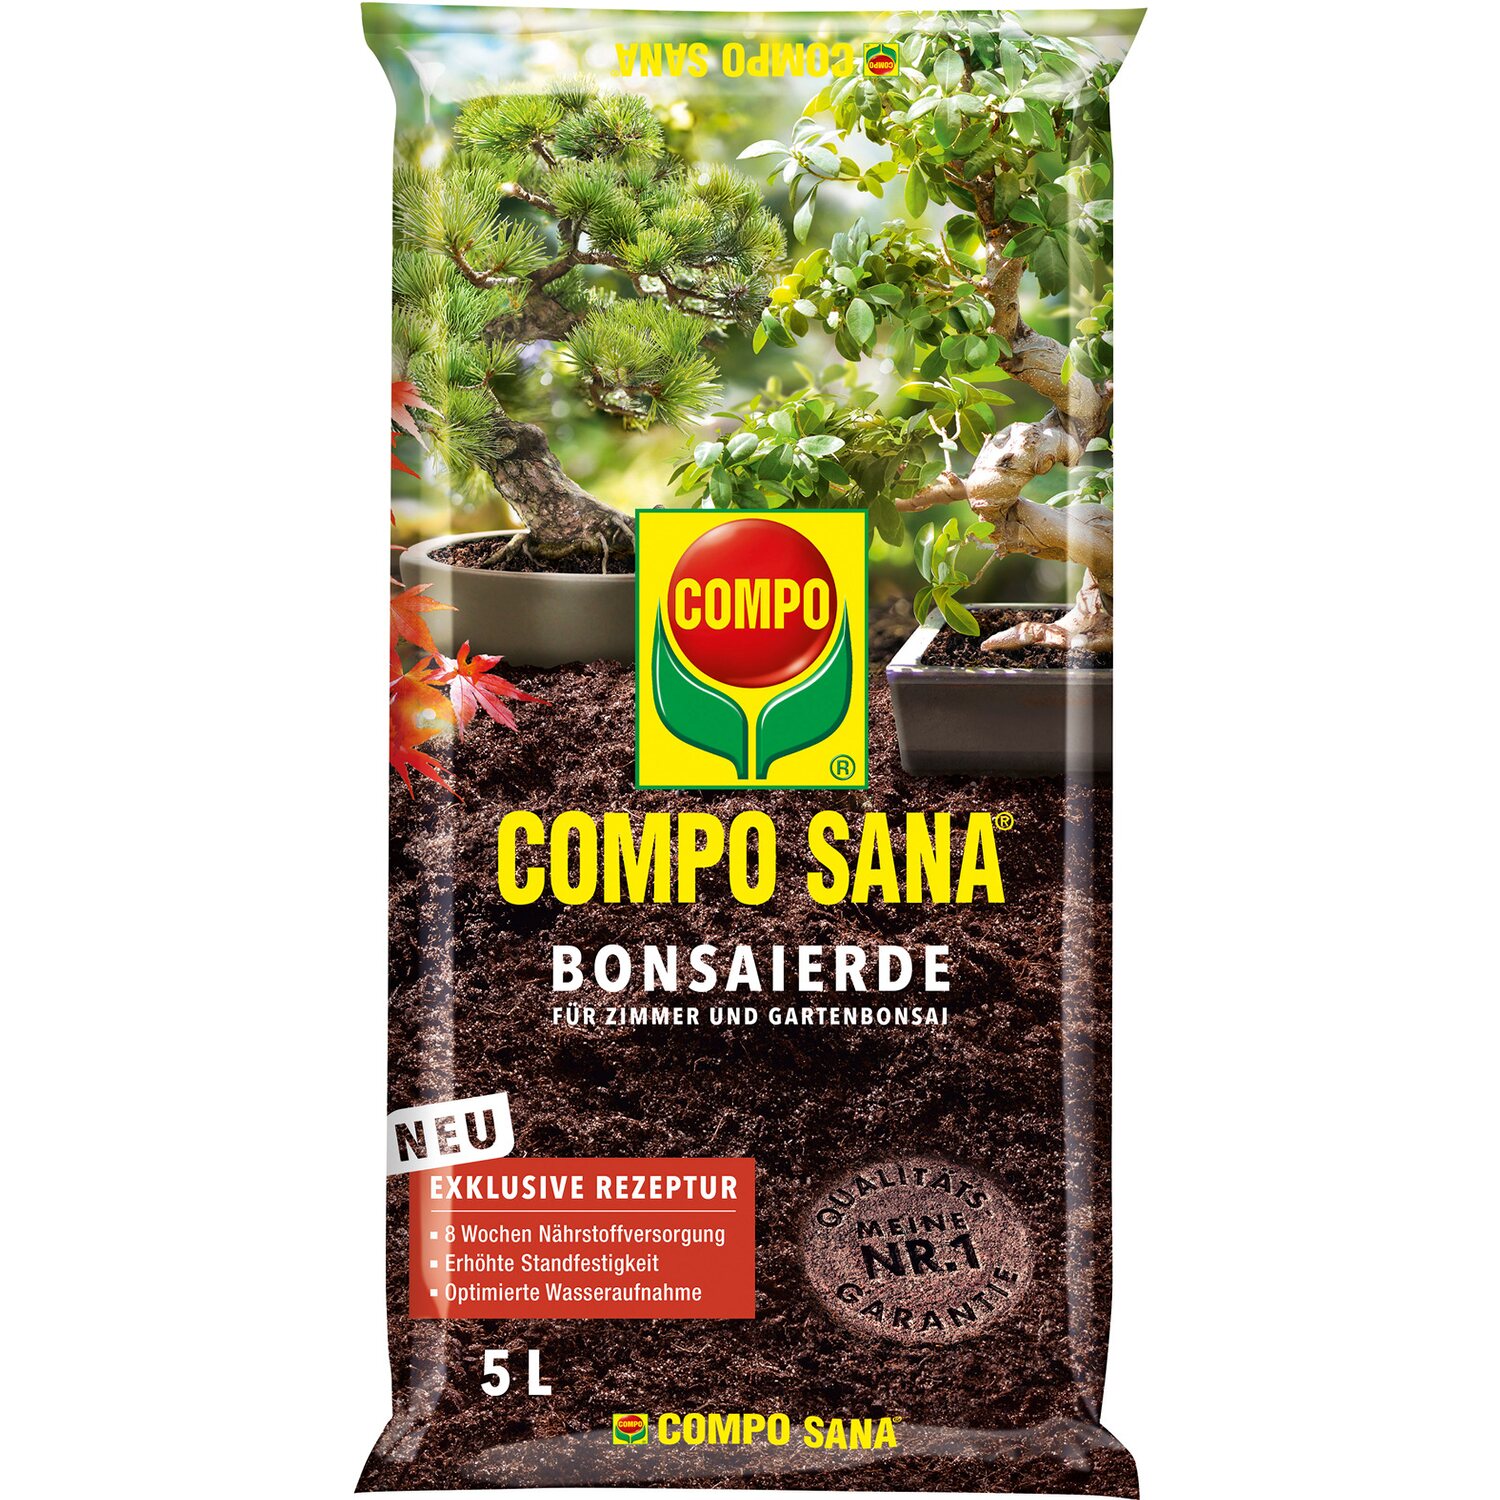 COMPO SANA COMPO
COMPO
®
COMPO SANA®
BONSAIERDE
FÜR ZIMMER UND GARTENBONSAI
NEU
EXKLUSIVE REZEPTUR
▪ 8 Wochen Nährstoffversorgung
▪ Erhöhte Standfestigkeit
▪ Optimierte Wasseraufnahme
QUALITÄTS-
MEINE
NR.1
GARANTIE
5 L
COMPO COMPO SANA®